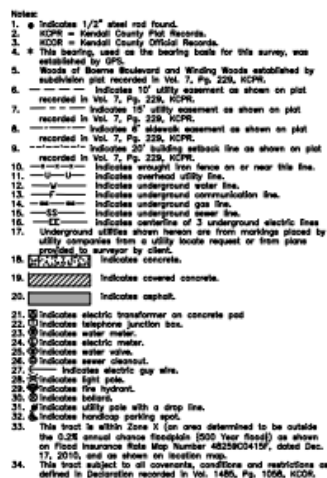 Notes:
1. ● Indicates 1/2" steel rod found.
2. KCPR = Kendall County Plat Records.
3. KCOR = Kendall County Official Records.
4. * This bearing, used as the bearing basis for this survey, was
established by GPS.
5. Woods of Boerne Boulevard and Winding Woods established by
subdivision plat recorded in Vol. 7, Pg. 229, KCPR.
6. Indicates 10' utility easement as shown on plat
recorded in Vol. 7, Pg. 229, KCPR.
7. Indicates 15' utility easement as shown on plat
recorded in Vol. 7, Pg. 229, KCPR.
8. Indicates 6' sidewalk easement as shown on plat
recorded in Vol. 7, Pg. 229, KCPR.
9. Indicates 20' building setback line as shown on plat
recorded in Vol. 7, Pg. 229, KCPR.
10. Indicates wrought iron fence on or near this line.
11. U U Indicates overhead utility line.
12. W Indicates underground water line.
13. Indicates underground communication line.
14. Indicates underground gas line.
15. SS Indicates underground sewer line.
16. Indicates centerline of 3 underground electric lines
17. Underground utilities shown hereon are from markings placed by
utility companies from a utility locate request or from plans
provided to surveyor by client.
18. Indicates concrete.
19. Indicates covered concrete.
20. Indicates asphalt.
21. Indicates electric transformer on concrete pad
22. Indicates telephone junction box.
23. Indicates water meter.
24. Indicates electric meter.
25. Indicates water valve.
26. Indicates sewer cleanout.
27. Indicates electric guy wire.
28. Indicates light pole.
29. Indicates fire hydrant.
30. Indicates bollard.
31. Indicates utility pole with a drop line.
32. Indicates handicap parking spot.
33. This tract is within Zone X (an area determined to be outside
the 0.2% annual chance floodplain [500 Year flood]) as shown
on Flood Insurance Rate Map Number 48259C0415F, dated Dec.
17, 2010, and as shown on location map.
34. This tract subject to all covenants, conditions and restrictions as
defined in Declaration recorded in Vol. 1485, Pg. 1058, KCOR.